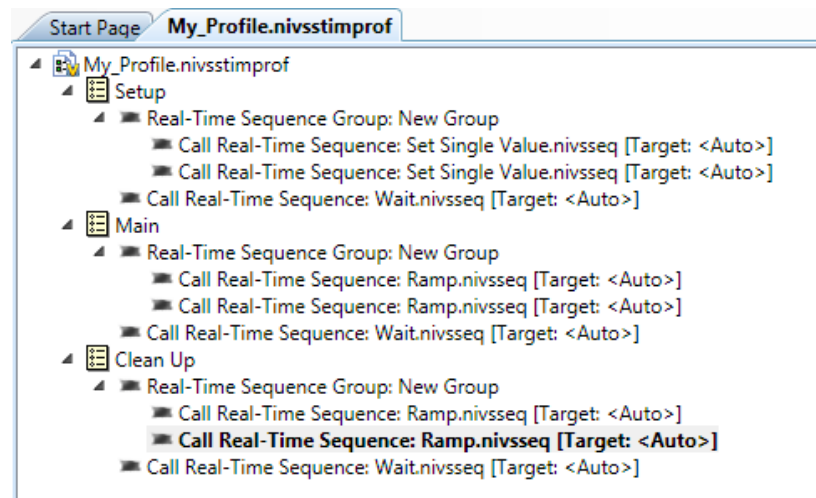 Start Page My_Profile.nivsstimprof
My_Profile.nivsstimprof
Setup
Real-Time Sequence Group: New Group
Call Real-Time Sequence: Set Single Value.nivsseq [Target: <Auto>]
Call Real-Time Sequence: Set Single Value.nivsseq [Target: <Auto>]
Call Real-Time Sequence: Wait.nivsseq [Target: <Auto>]
Main
Real-Time Sequence Group: New Group
Call Real-Time Sequence: Ramp.nivsseq [Target: <Auto>]
Call Real-Time Sequence: Ramp.nivsseq [Target: <Auto>]
Call Real-Time Sequence: Wait.nivsseq [Target: <Auto>]
Clean Up
Real-Time Sequence Group: New Group
Call Real-Time Sequence: Ramp.nivsseq [Target: <Auto>]
Call Real-Time Sequence: Ramp.nivsseq [Target: <Auto>]
Call Real-Time Sequence: Wait.nivsseq [Target: <Auto>]